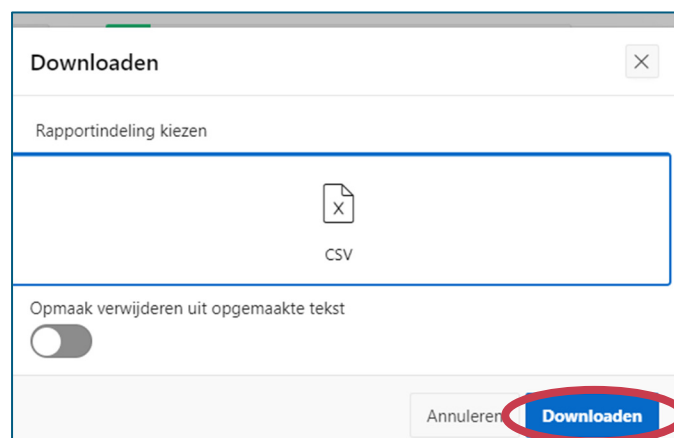 Downloaden
Rapportindeling kiezen
X
CSV
Opmaak verwijderen uit opgemaakte tekst
Annuleren Downloaden